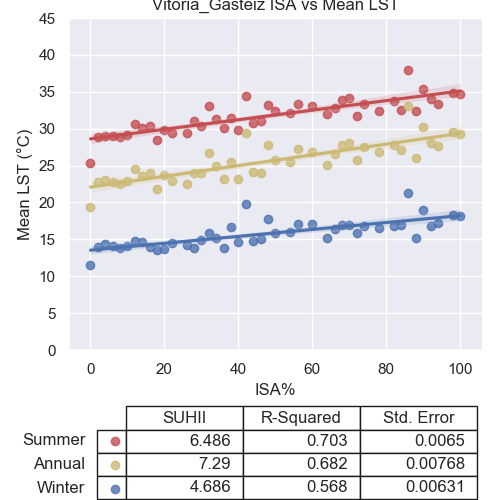 Vitoria_Gasteiz ISA vs Mean LST
45
40
35
30
25
20
15
10
5
0
Mean LST (°C)
0 20 40 60 80 100
ISA%
SUHII R-Squared Std. Error
Summer 6.486 0.703 0.0065
Annual 7.29 0.682 0.00768
Winter 4.686 0.568 0.00631